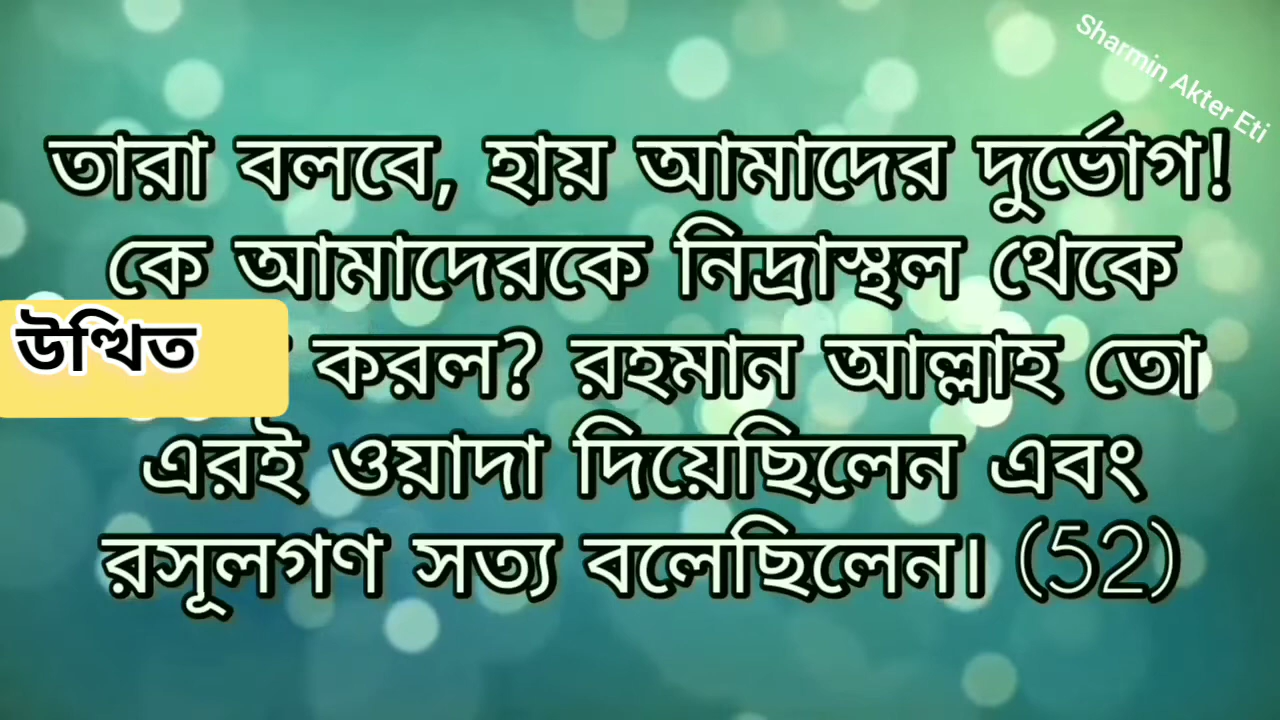 Sharmin Akter Eti
তারা বলবে, হায় আমাদের দুর্ভোগ!
কে আমাদেরকে নিদ্রাস্থল থেকে
উত্থিত করল? রহমান আল্লাহ তো
এরই ওয়াদা দিয়েছিলেন এবং
রসূলগণ সত্য বলেছিলেন। (52)